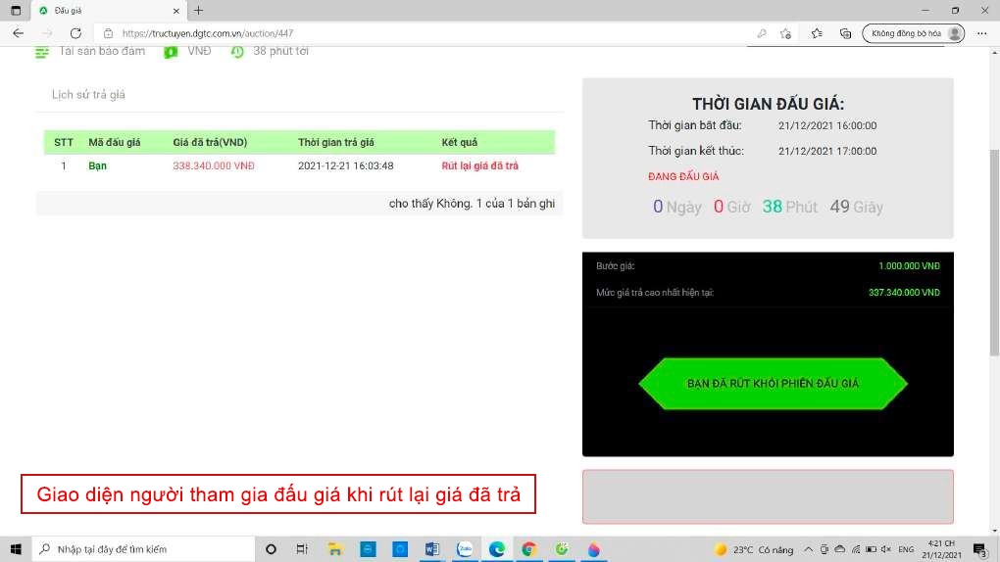 Đấu giá
https://tructuyen.dgtc.com.vn/auction/447
Không đồng bộ hóa
Tài sản bảo đảm VNĐ 38 phút tới
Lịch sử trả giá
STT Mã đấu giá Giá đã trả(VND) Thời gian trả giá Kết quả
1 Bạn 338.340.000 VNĐ 2021-12-21 16:03:48 Rút lại giá đã trả
cho thấy Không. 1 của 1 bản ghi
THỜI GIAN ĐẤU GIÁ:
Thời gian bắt đầu: 21/12/2021 16:00:00
Thời gian kết thúc: 21/12/2021 17:00:00
ĐANG ĐẤU GIÁ
0 Ngày 0 Giờ 38 Phút 49 Giây
Bước giá: 1.000.000 VNĐ
Mức giá trả cao nhất hiện tại: 337.340.000 VND
BẠN ĐÃ RÚT KHỎI PHIÊN ĐẤU GIÁ
Giao diện người tham gia đấu giá khi rút lại giá đã trả
Nhập tại đây để tìm kiếm
Zalo
23°C Có nắng
ENG
4:21 CH
21/12/2021
3